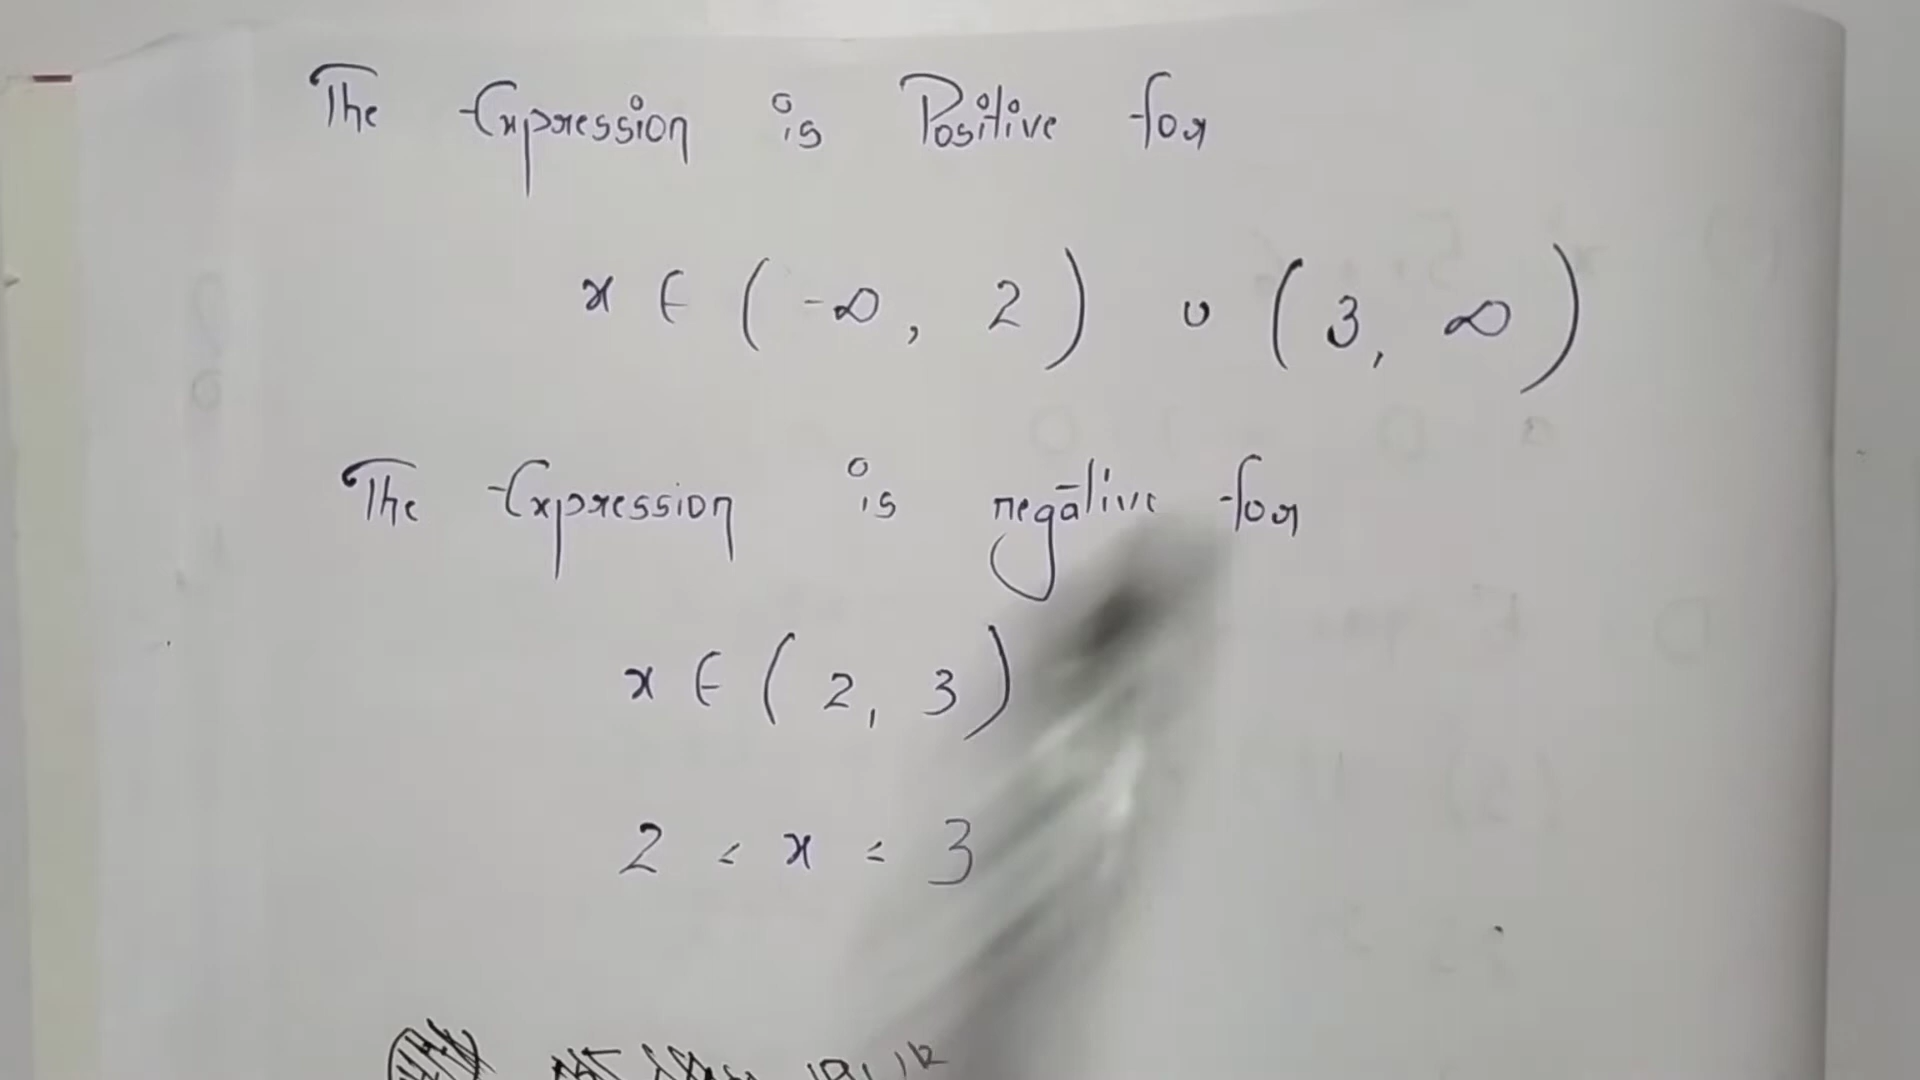 The Expression is Positive for
x ∈ (-∞, 2) ∪ (3, ∞)
The Expression is negative for
x ∈ (2, 3)
2 < x < 3